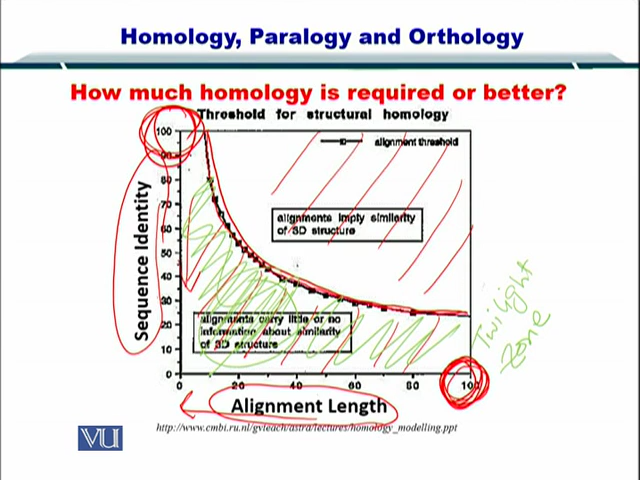 Homology, Paralogy and Orthology
How much homology is required or better?
Threshold for structural homology
100
90
80
70
60
50
40
30
20
10
0
Sequence Identity
alignment threshold
alignments imply similarity
of 3D structure
alignments carry little or no
information about similarity
of 3D structure
Twilight
Zone
0
20
40
60
80
100
Alignment Length
http://www.cmbi.ru.nl/gvteach/astra/lectures/homology_modelling.ppt
VU